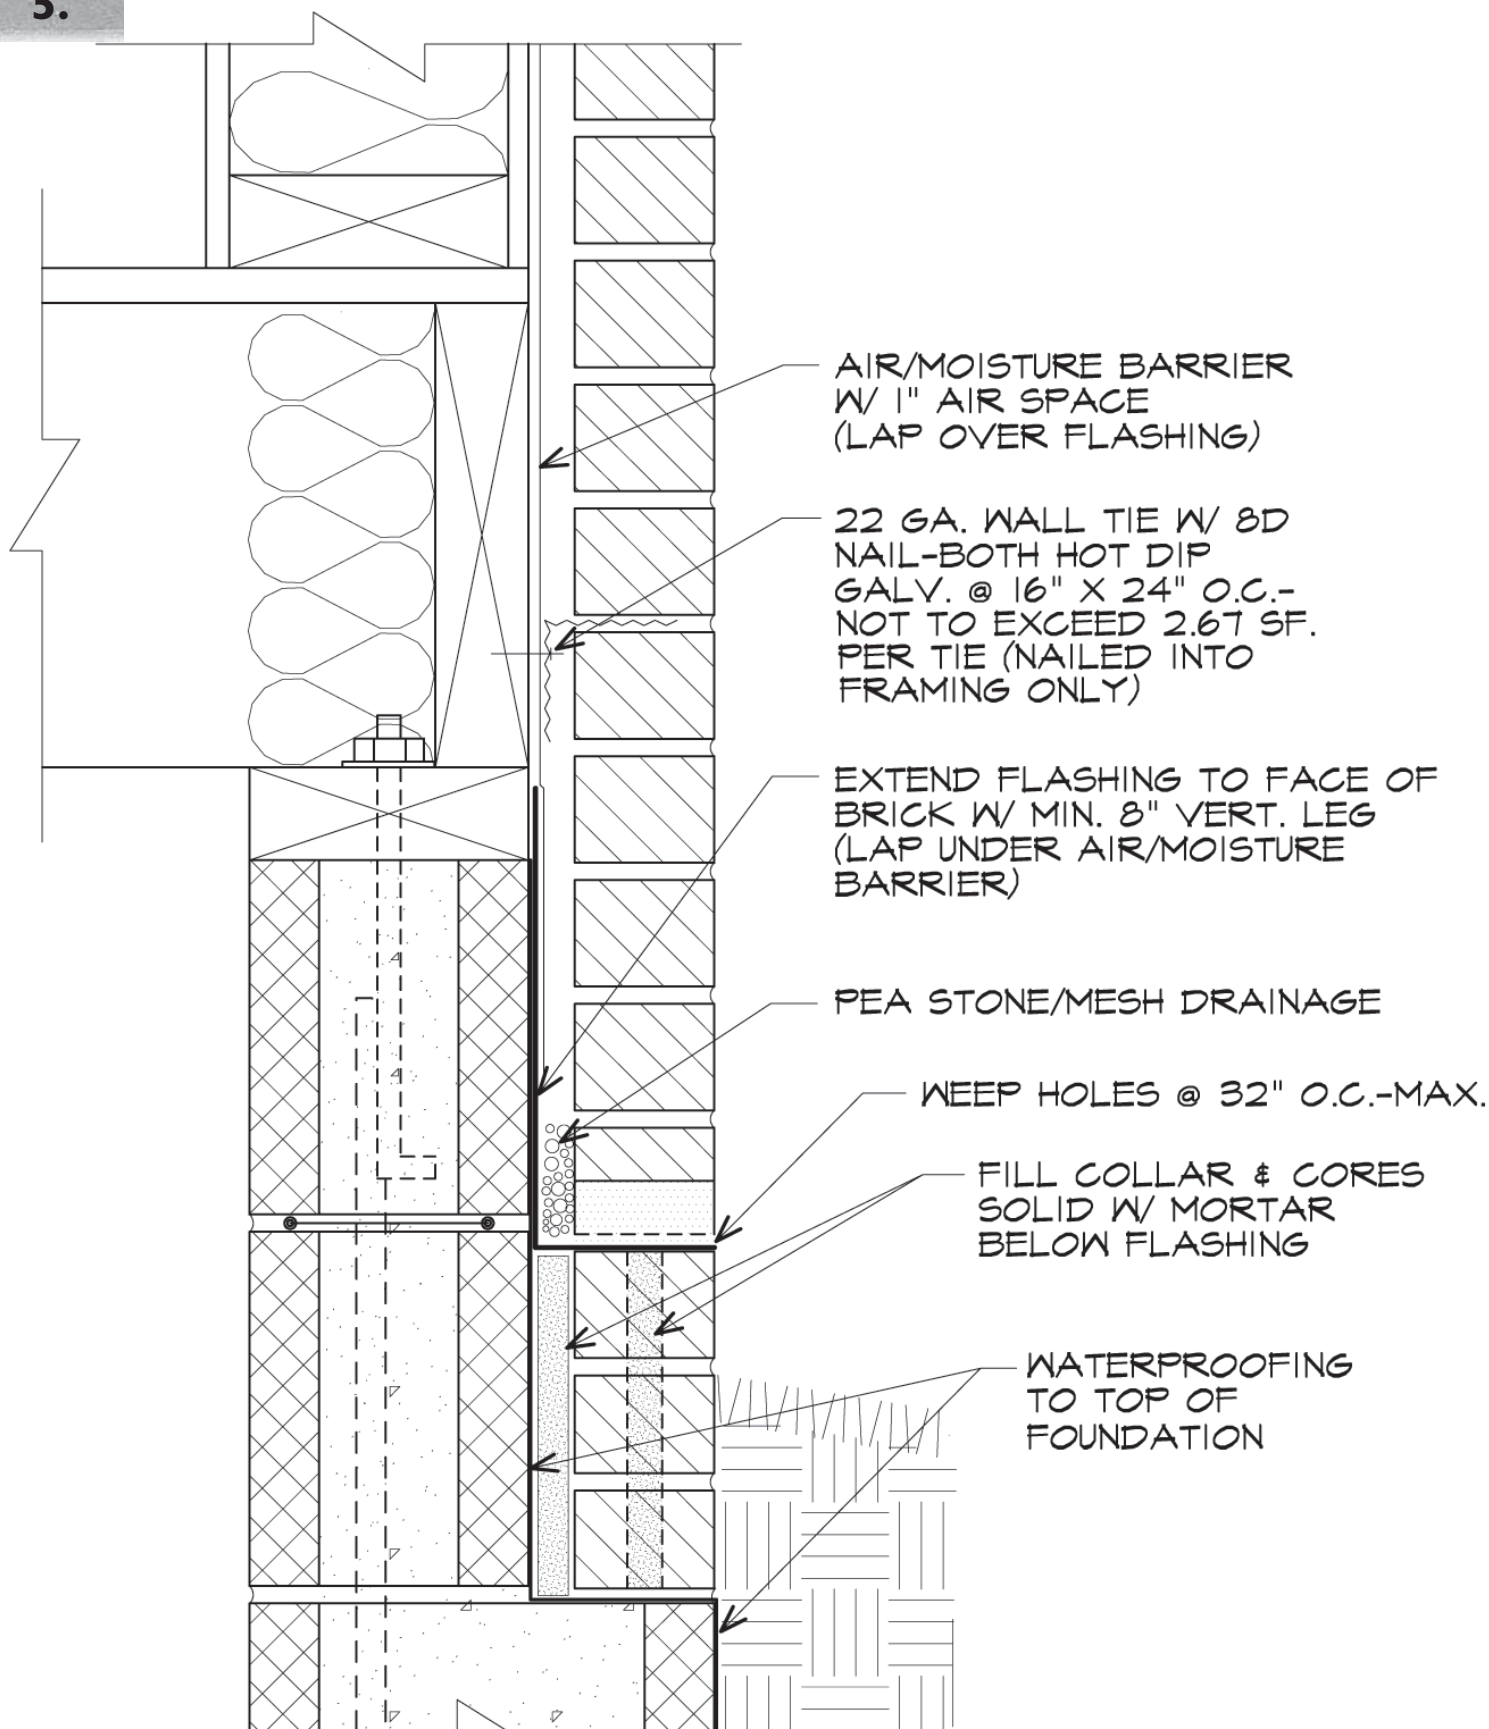 5.
AIR/MOISTURE BARRIER
W/ 1" AIR SPACE
(LAP OVER FLASHING)
22 GA. WALL TIE W/ 8D
NAIL-BOTH HOT DIP
GALV. @ 16" X 24" O.C.-
NOT TO EXCEED 2.67 SF.
PER TIE (NAILED INTO
FRAMING ONLY)
EXTEND FLASHING TO FACE OF
BRICK W/ MIN. 8" VERT. LEG
(LAP UNDER AIR/MOISTURE
BARRIER)
PEA STONE/MESH DRAINAGE
WEEP HOLES @ 32" O.C.-MAX.
FILL COLLAR & CORES
SOLID W/ MORTAR
BELOW FLASHING
WATERPROOFING
TO TOP OF
FOUNDATION